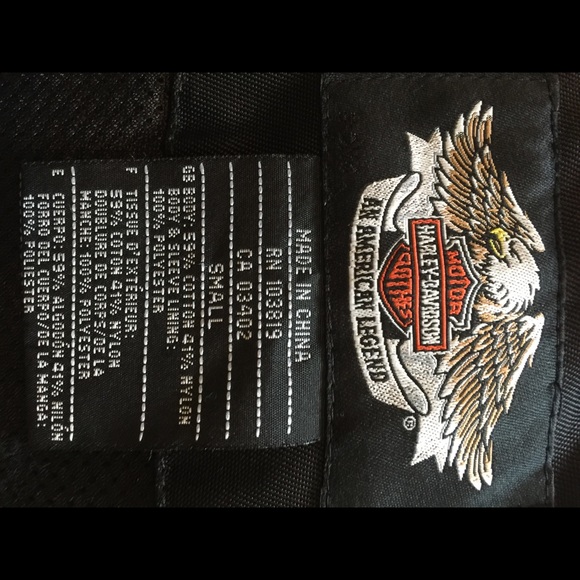 MOTOR
HARLEY-DAVIDSON
CLOTHES
AN AMERICAN LEGEND
®
MADE IN CHINA
RN 103819
CA 03402
SMALL
GB BODY: 59% COTTON 41% NYLON
BODY & SLEEVE LINING:
100% POLYESTER
F TISSUE D'EXTERIEUR:
59% COTON 41% NYLON
DOUBLURE DE CORPS/DE LA
MANCHE: 100% POLYESTER
E CUERPO: 59% ALGODON 41% NILÓN
FORRO DEL CUERPO/DE LA MANGA:
100% POLIESTER